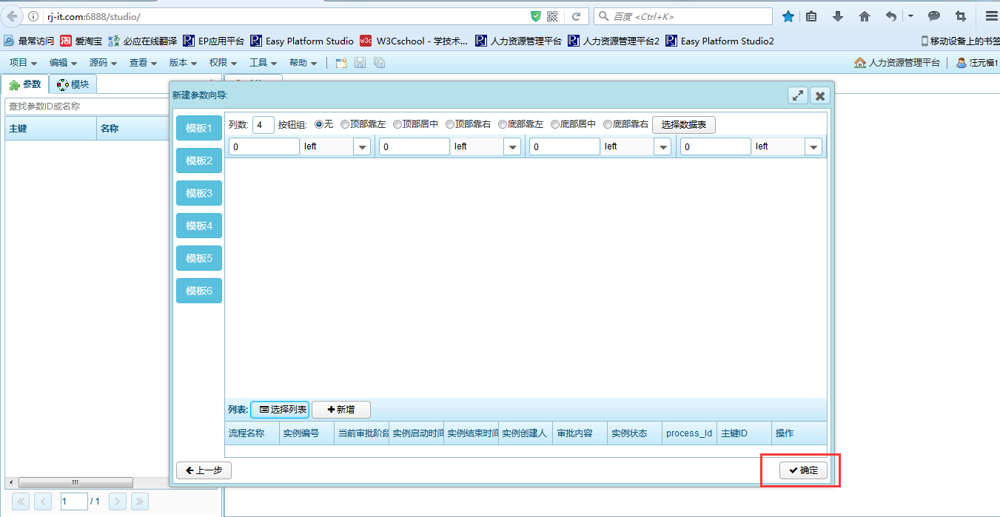 rj-it.com:6888/studio/
百度 <Ctrl+K>
最常访问 爱淘宝 必应在线翻译 EP应用平台 Easy Platform Studio W3Cschool - 学技术... 人力资源管理平台 人力资源管理平台2 Easy Platform Studio2 移动设备上的书签
项目 编辑 源码 查看 版本 权限 工具 帮助 人力资源管理平台 汪元福1
参数 模块
查找参数ID或名称
主键 名称
新建参数向导:
模板1
模板2
模板3
模板4
模板5
模板6
列数: 4 按钮组: 无 顶部靠左 顶部居中 顶部靠右 底部靠左 底部居中 底部靠右 选择数据表
0 left 0 left 0 left 0 left
列表: 选择列表 新增
流程名称 实例编号 当前审批阶段 实例启动时间 实例结束时间 实例创建人 审批内容 实例状态 process_Id 主键ID 操作
上一步 确定
1 / 1